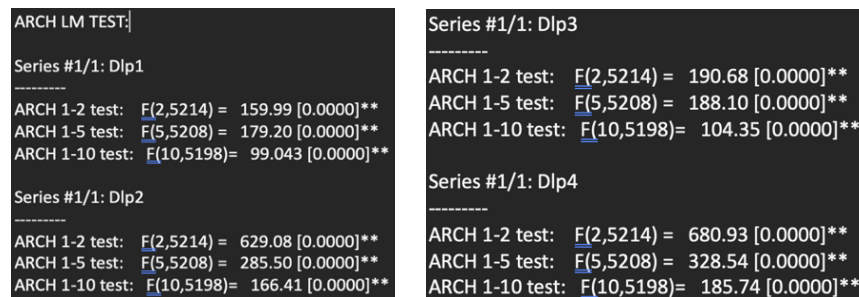 ARCH LM TEST:
Series #1/1: Dlp1
---------
ARCH 1-2 test: F(2,5214) = 159.99 [0.0000]**
ARCH 1-5 test: F(5,5208) = 179.20 [0.0000]**
ARCH 1-10 test: F(10,5198)= 99.043 [0.0000]**
Series #1/1: Dlp2
---------
ARCH 1-2 test: F(2,5214) = 629.08 [0.0000]**
ARCH 1-5 test: F(5,5208) = 285.50 [0.0000]**
ARCH 1-10 test: F(10,5198)= 166.41 [0.0000]**
Series #1/1: Dlp3
---------
ARCH 1-2 test: F(2,5214) = 190.68 [0.0000]**
ARCH 1-5 test: F(5,5208) = 188.10 [0.0000]**
ARCH 1-10 test: F(10,5198)= 104.35 [0.0000]**
Series #1/1: Dlp4
---------
ARCH 1-2 test: F(2,5214) = 680.93 [0.0000]**
ARCH 1-5 test: F(5,5208) = 328.54 [0.0000]**
ARCH 1-10 test: F(10,5198)= 185.74 [0.0000]**